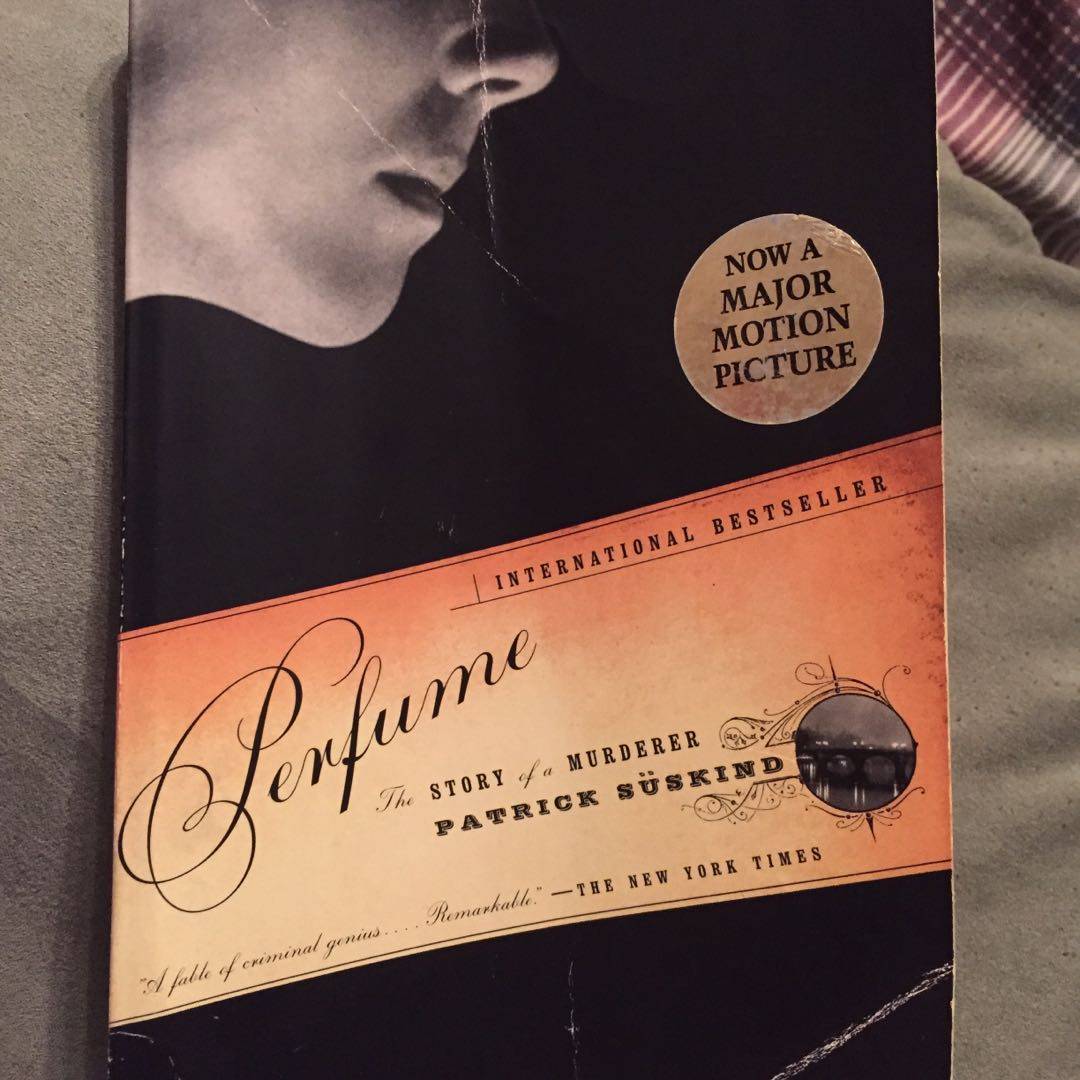 NOW A
MAJOR
MOTION
PICTURE
INTERNATIONAL BESTSELLER
Perfume
The STORY of a MURDERER
PATRICK SÜSKIND
"A fable of criminal genius.... Remarkable." —THE NEW YORK TIMES